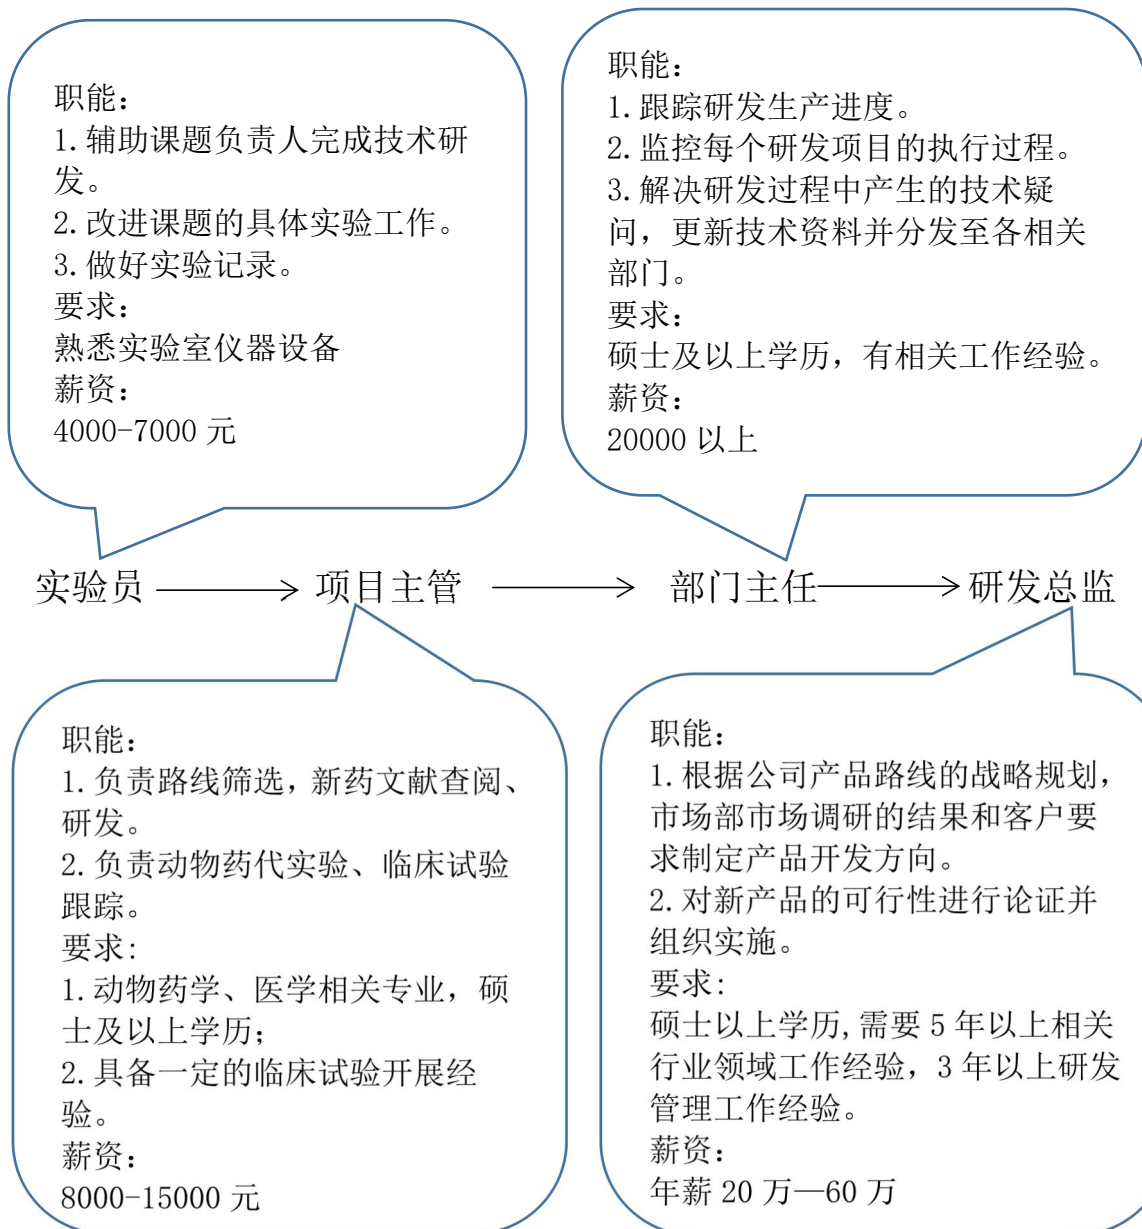 职能：
1.辅助课题负责人完成技术研
发。
2.改进课题的具体实验工作。
3.做好实验记录。
要求：
熟悉实验室仪器设备
薪资：
4000-7000 元
职能：
1.跟踪研发生产进度。
2.监控每个研发项目的执行过程。
3.解决研发过程中产生的技术疑
问，更新技术资料并分发至各相关
部门。
要求：
硕士及以上学历，有相关工作经验。
薪资：
20000 以上
实验员 项目主管 部门主任 研发总监
职能：
1.负责路线筛选，新药文献查阅、
研发。
2.负责动物药代实验、临床试验
跟踪。
要求：
1.动物药学、医学相关专业，硕
士及以上学历；
2.具备一定的临床试验开展经
验。
薪资：
8000-15000 元
职能：
1.根据公司产品路线的战略规划，
市场部市场调研的结果和客户要
求制定产品开发方向。
2.对新产品的可行性进行论证并
组织实施。
要求：
硕士以上学历,需要 5 年以上相关
行业领域工作经验，3 年以上研发
管理工作经验。
薪资：
年薪 20 万—60 万